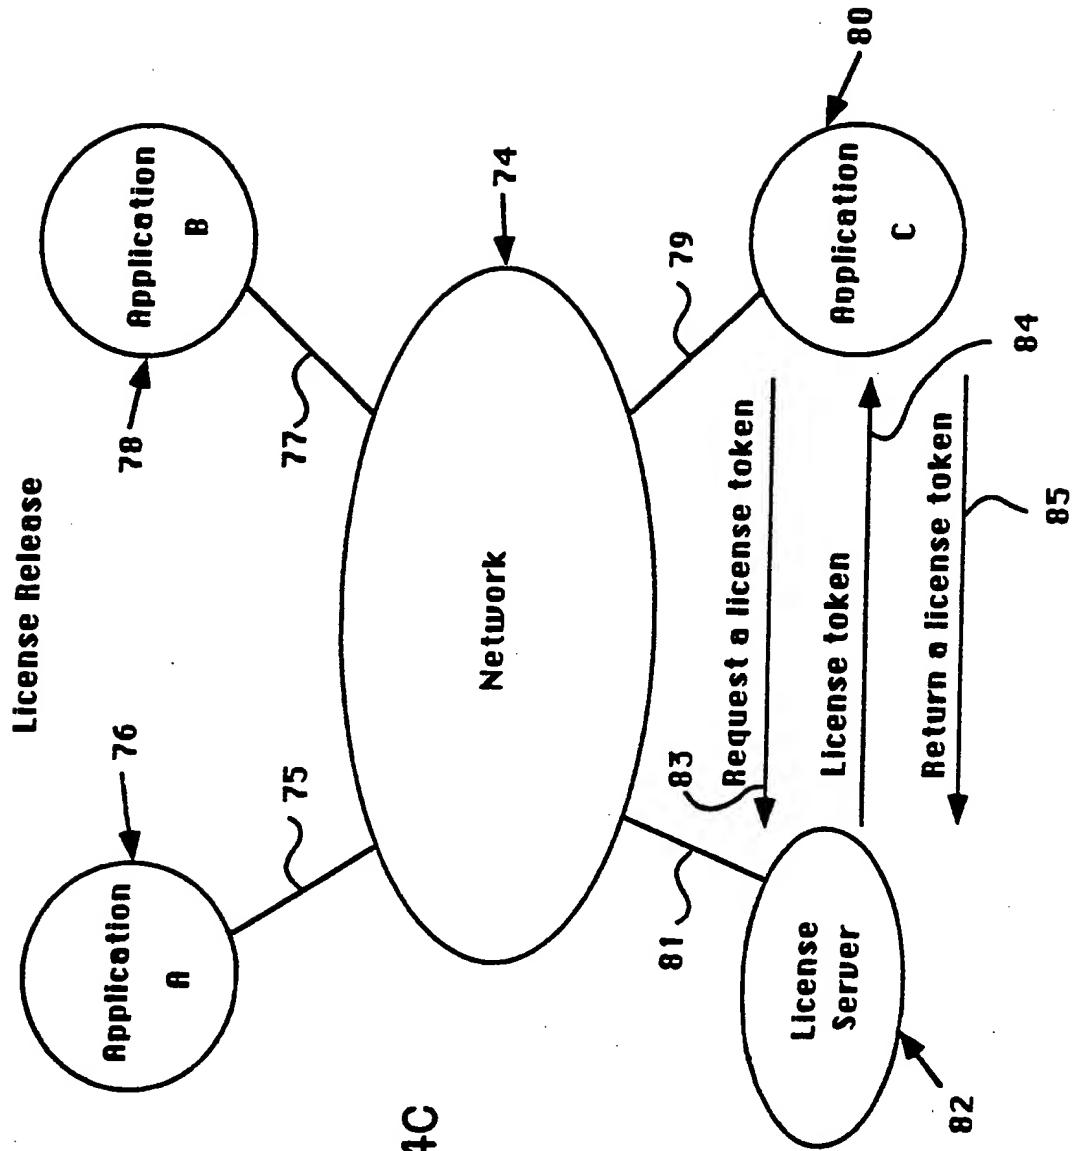 License Release
Application
A
76
75
Application
B
78
77
Network
74
81
License
Server
82
83
Request a license token
License token
Return a license token
79
Application
C
80
84
85
4C